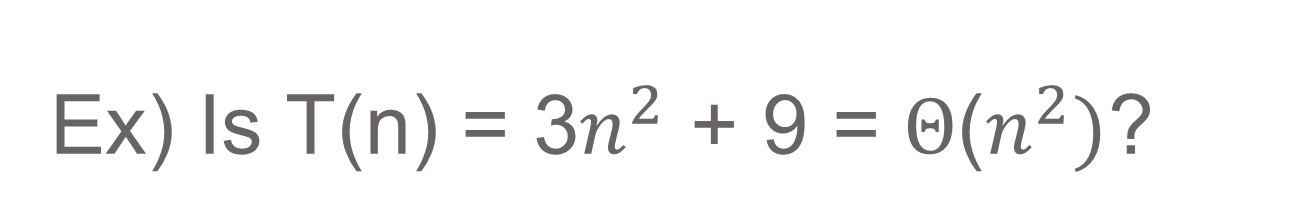 Ex) Is T(n) = 3n² + 9 = Θ(n²)?